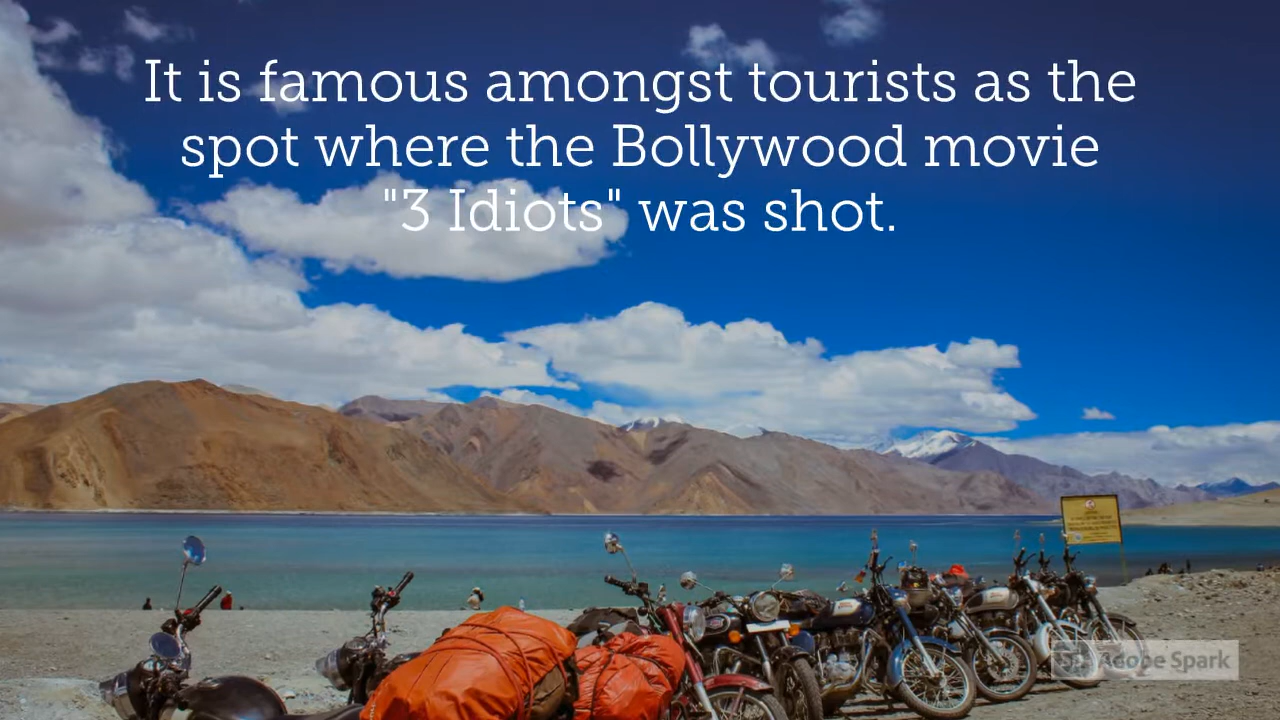 It is famous amongst tourists as the
spot where the Bollywood movie
"3 Idiots" was shot.
Adobe Spark